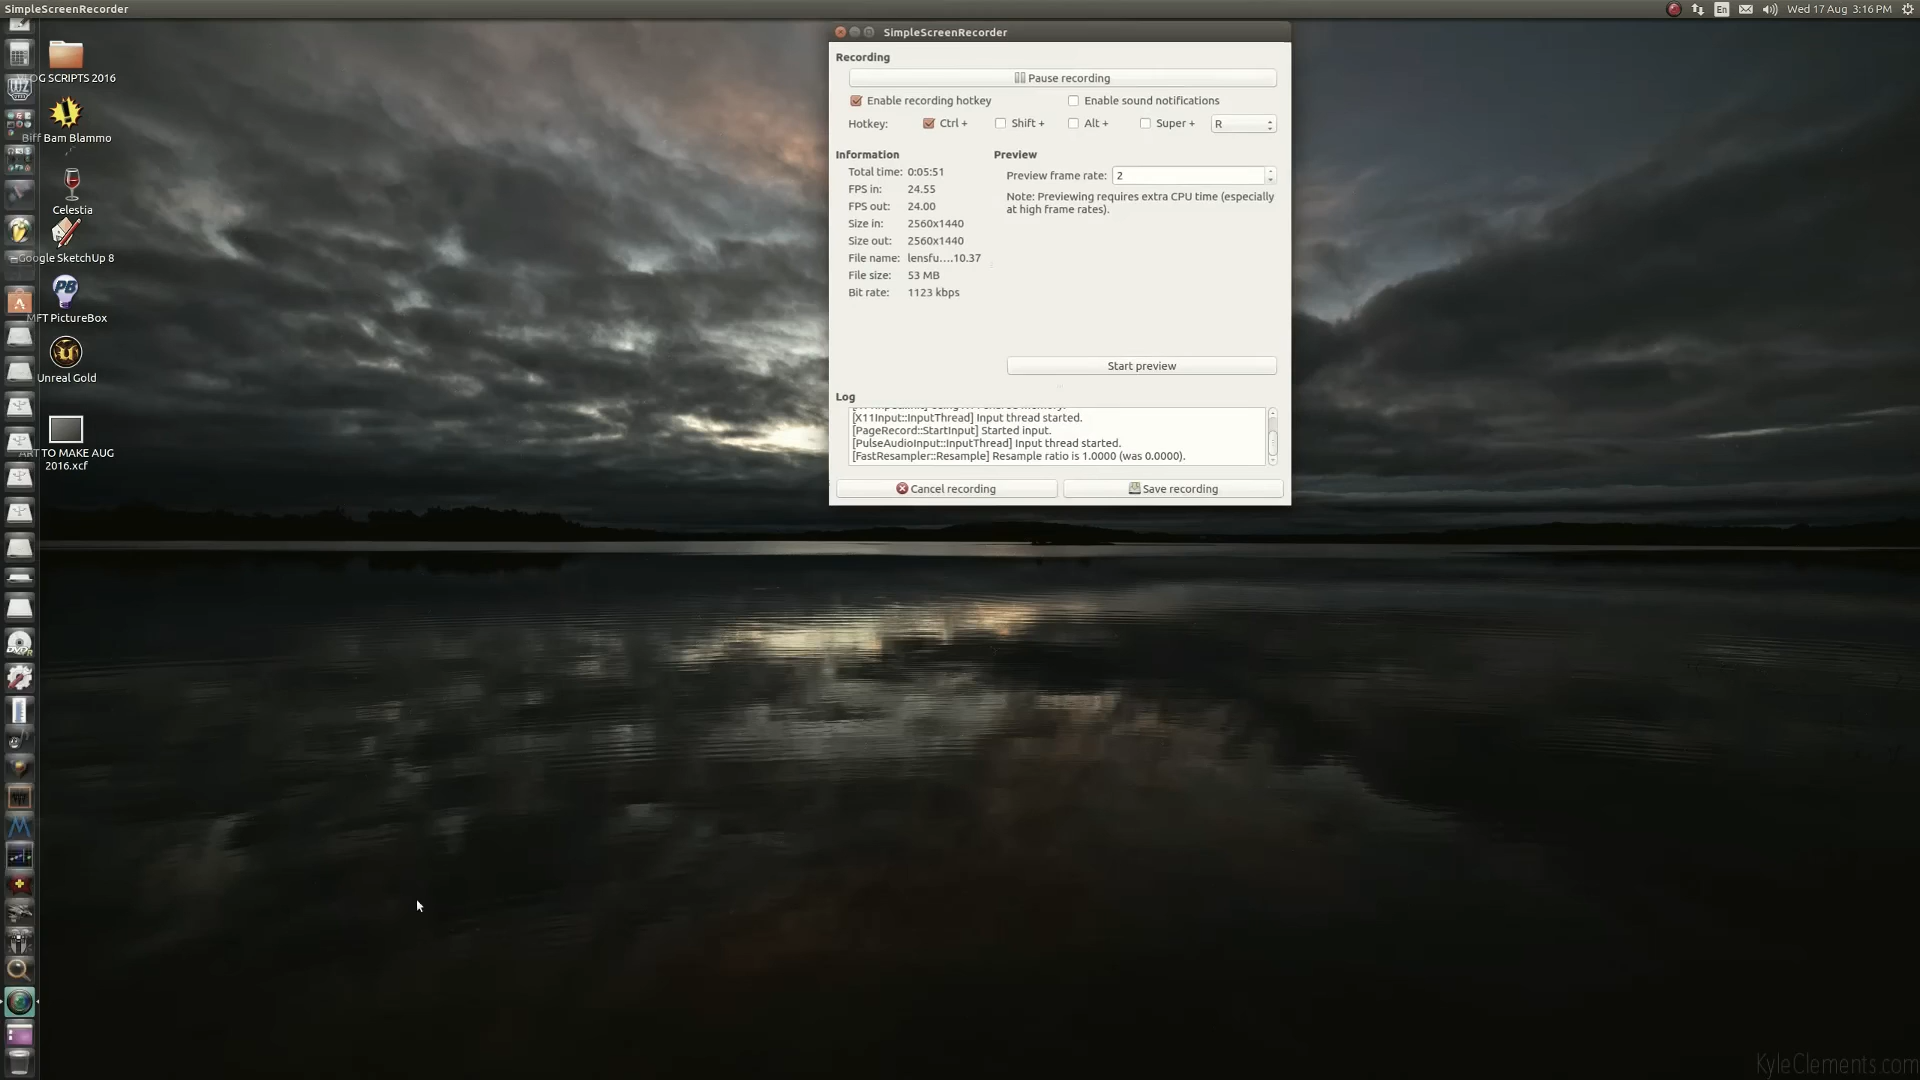 SimpleScreenRecorder
En
Wed 17 Aug 3:16 PM
SCRIPTS 2016
Biff Bam Blammo
Celestia
Google SketchUp 8
PB
MFT PictureBox
Unreal Gold
TO MAKE AUG
2016.xcf
SimpleScreenRecorder
Recording
Pause recording
Enable recording hotkey
Enable sound notifications
Hotkey: Ctrl + Shift + Alt + Super + R
Information
Total time: 0:05:51
FPS in: 24.55
FPS out: 24.00
Size in: 2560x1440
Size out: 2560x1440
File name: lensfu....10.37
File size: 53 MB
Bit rate: 1123 kbps
Preview
Preview frame rate: 2
Note: Previewing requires extra CPU time (especially
at high frame rates).
Start preview
Log
[X11Input::InputThread] Input thread started.
[PageRecord::StartInput] Started input.
[PulseAudioInput::InputThread] Input thread started.
[FastResampler::Resample] Resample ratio is 1.0000 (was 0.0000).
Cancel recording
Save recording
KyleClements.com